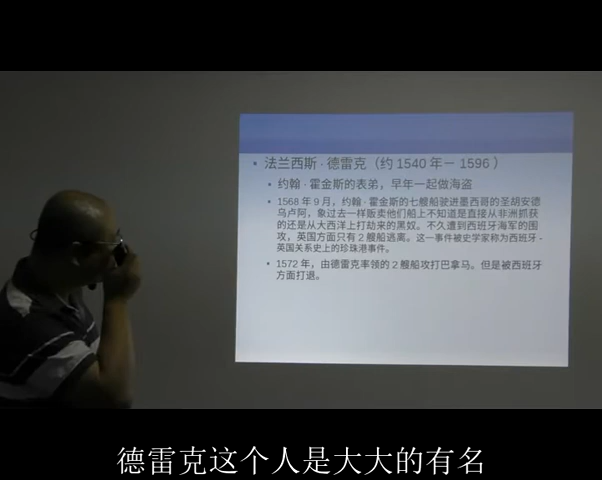 法兰西斯 · 德雷克（约 1540 年－ 1596 ）
约翰 · 霍金斯的表弟，早年一起做海盗
1568 年 9 月，约翰 · 霍金斯的七艘船驶进墨西哥的圣胡安德
乌卢阿，象过去一样贩卖他们船上不知道是直接从非洲抓获
的还是从大西洋上打劫来的黑奴。不久遭到西班牙海军的围
攻，英国方面只有 2 艘船逃离。这一事件被史学家称为西班牙 -
英国关系史上的珍珠港事件。
1572 年，由德雷克率领的 2 艘船攻打巴拿马。但是被西班牙
方面打退。
德雷克这个人是大大的有名